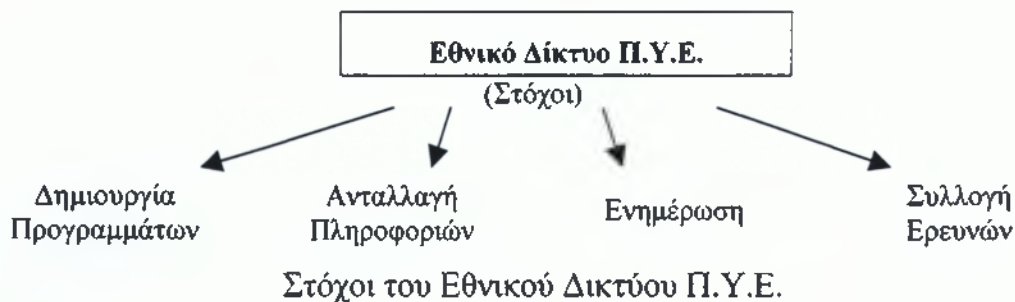 Εθνικό Δίκτυο Π.Υ.Ε.
(Στόχοι)
Δημιουργία
Προγραμμάτων
Ανταλλαγή
Πληροφοριών
Ενημέρωση
Συλλογή
Ερευνών
Στόχοι του Εθνικού Δικτύου Π.Υ.Ε.